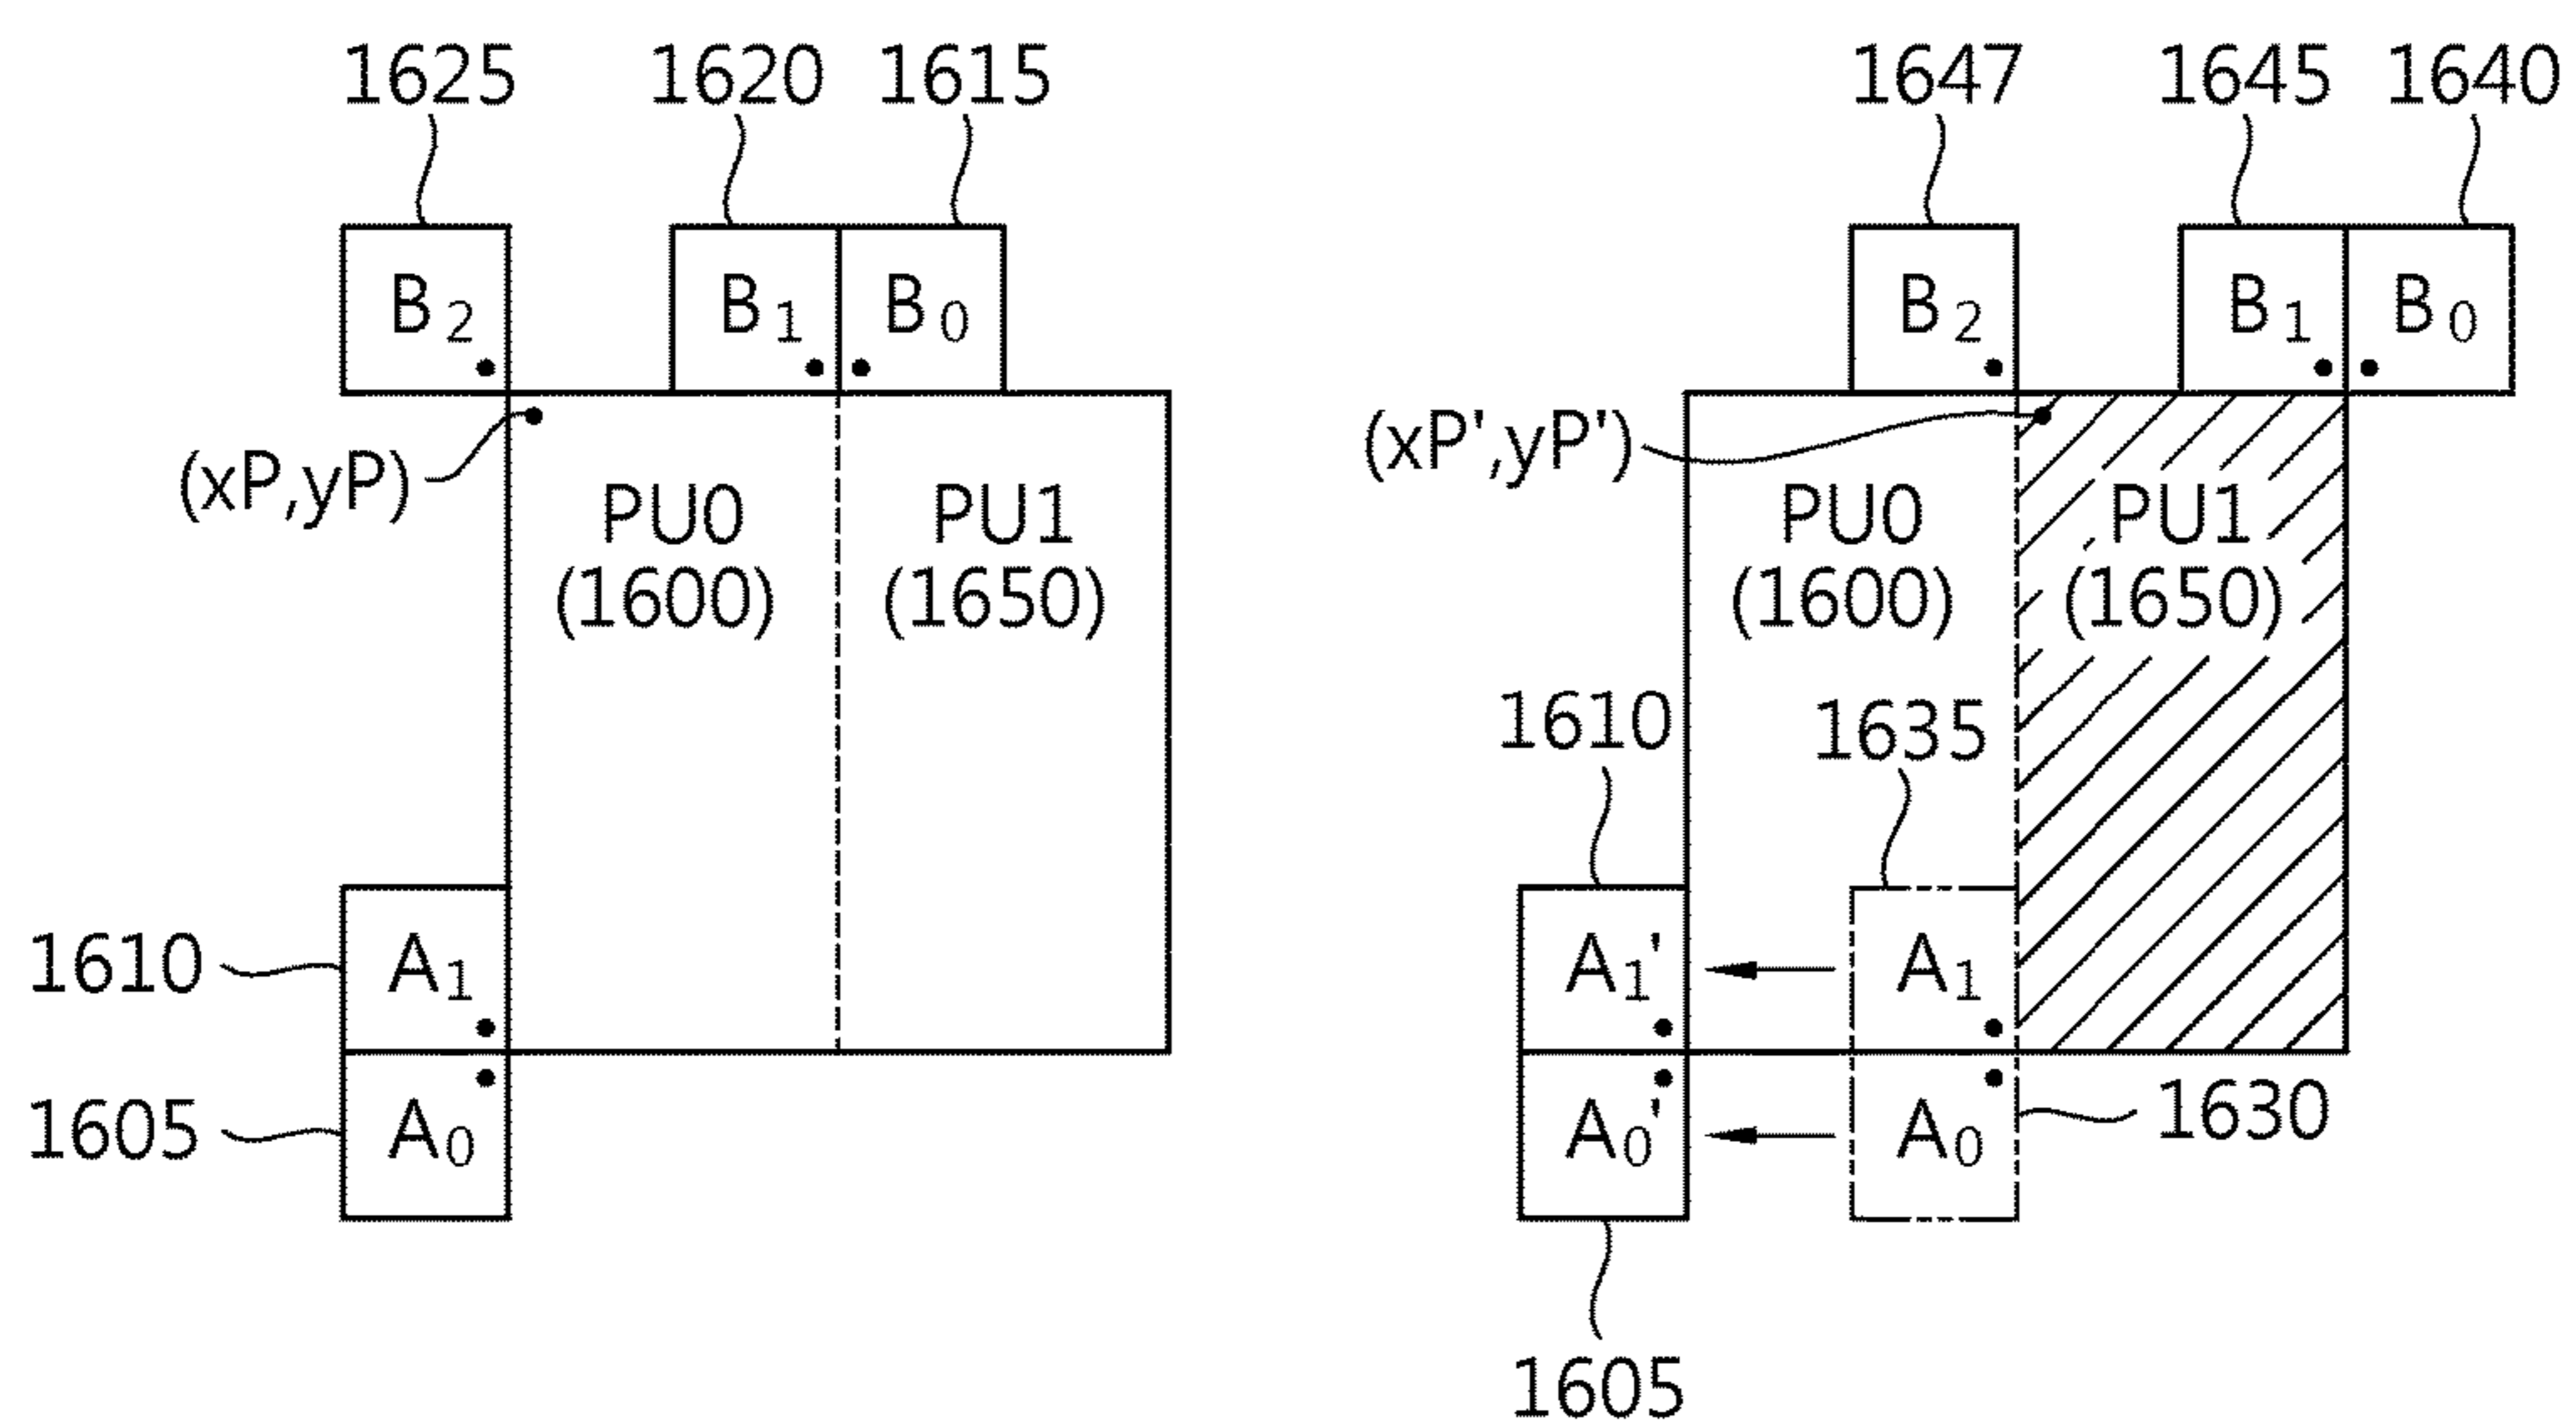 1625 1620 1615
B2 B1 B0
(xP,yP)
PU0 PU1
(1600) (1650)
1610 A1
1605 A0
1647 1645 1640
B2 B1 B0
(xP',yP')
PU0 PU1
(1600) (1650)
1610 1635
A1' A1
A0' A0 1630
1605